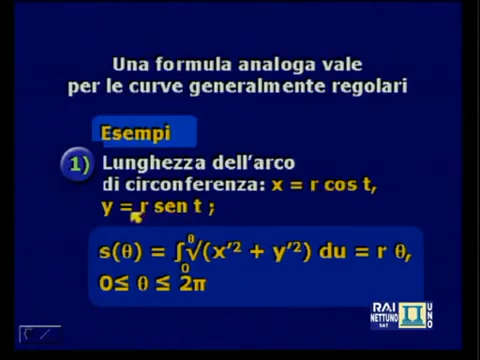 Una formula analoga vale
per le curve generalmente regolari
Esempi
1) Lunghezza dell'arco
di circonferenza: x = r cos t,
y = r sen t ;
s(θ) = ∫₀^θ √(x'² + y'²) du = r θ,
0≤ θ ≤ 2π
RAI
NETTUNO
SAT
UNO